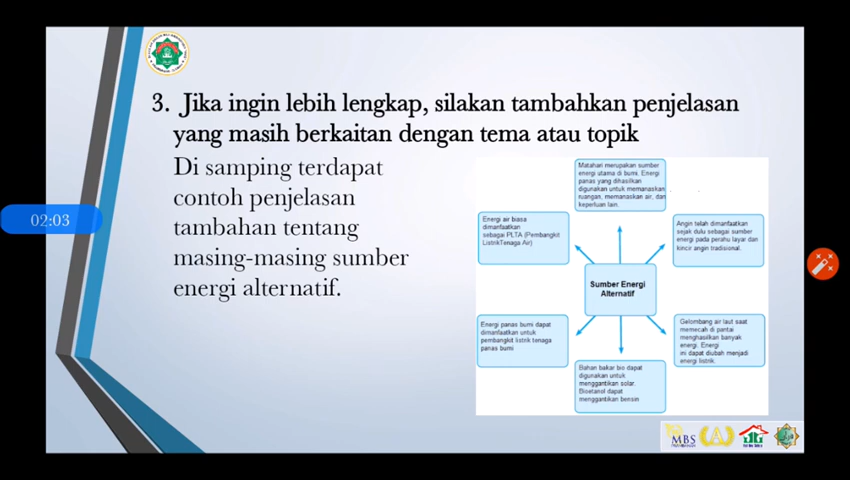 3. Jika ingin lebih lengkap, silakan tambahkan penjelasan
yang masih berkaitan dengan tema atau topik
Di samping terdapat
contoh penjelasan
tambahan tentang
masing-masing sumber
energi alternatif.
02:03
Matahari merupakan sumber
energi utama di bumi. Energi
panas yang dihasilkan
digunakan untuk memanaskan
ruangan, memanaskan air, dan
keperluan lain.
Energi air biasa
dimanfaatkan
sebagai PLTA (Pembangkit
ListrikTenaga Air)
Angin telah dimanfaatkan
sejak dulu sebagai sumber
energi pada perahu layar dan
kincir angin tradisional.
Sumber Energi
Alternatif
Energi panas bumi dapat
dimanfaatkan untuk
pembangkit listrik tenaga
panas bumi
Gelombang air laut saat
memecah di pantai
menghasilkan banyak
energi. Energi
ini dapat diubah menjadi
energi listrik.
Bahan bakar bio dapat
digunakan untuk
menggantikan solar.
Bioetanol dapat
menggantikan bensin
MBS